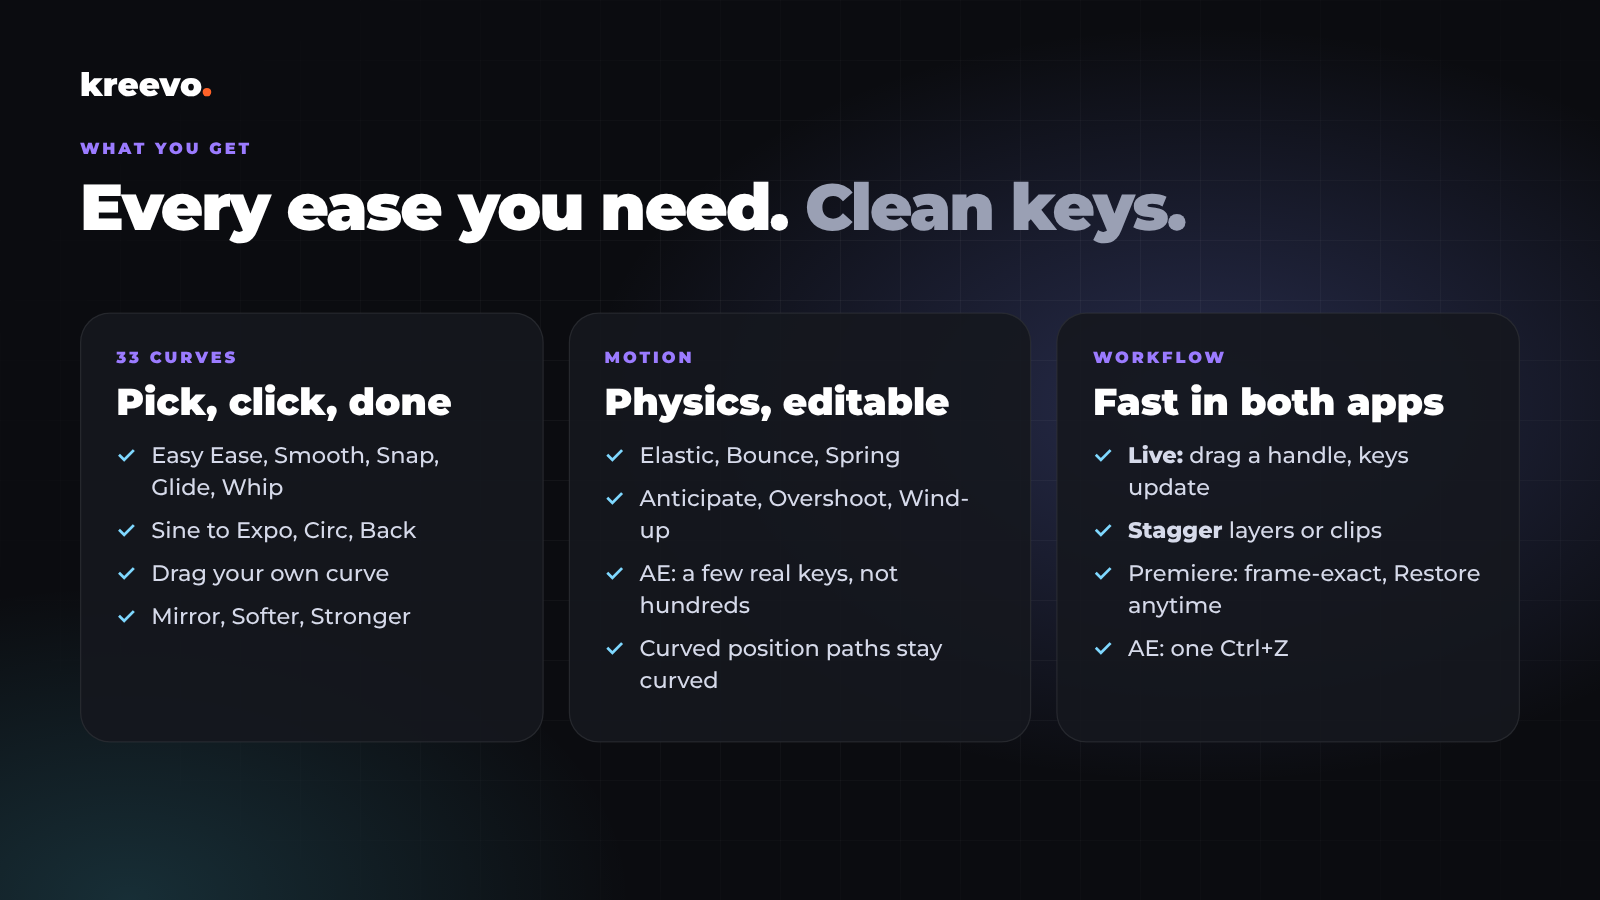 kreevo.
WHAT YOU GET
Every ease you need. Clean keys.
33 CURVES
Pick, click, done
Easy Ease, Smooth, Snap,
Glide, Whip
Sine to Expo, Circ, Back
Drag your own curve
Mirror, Softer, Stronger
MOTION
Physics, editable
Elastic, Bounce, Spring
Anticipate, Overshoot, Wind-
up
AE: a few real keys, not
hundreds
Curved position paths stay
curved
WORKFLOW
Fast in both apps
Live: drag a handle, keys
update
Stagger layers or clips
Premiere: frame-exact, Restore
anytime
AE: one Ctrl+Z